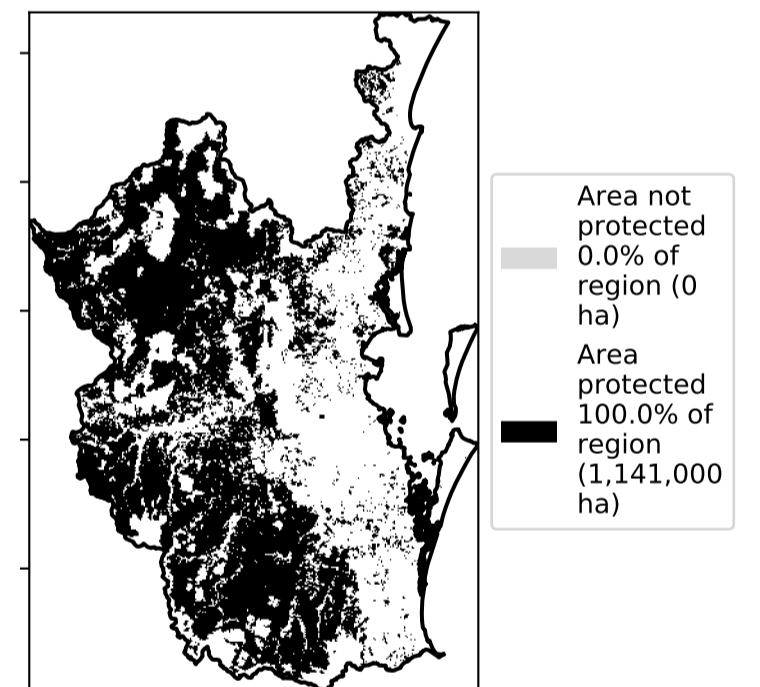 Area not
protected
0.0% of
region (0
ha)
Area
protected
100.0% of
region
(1,141,000
ha)